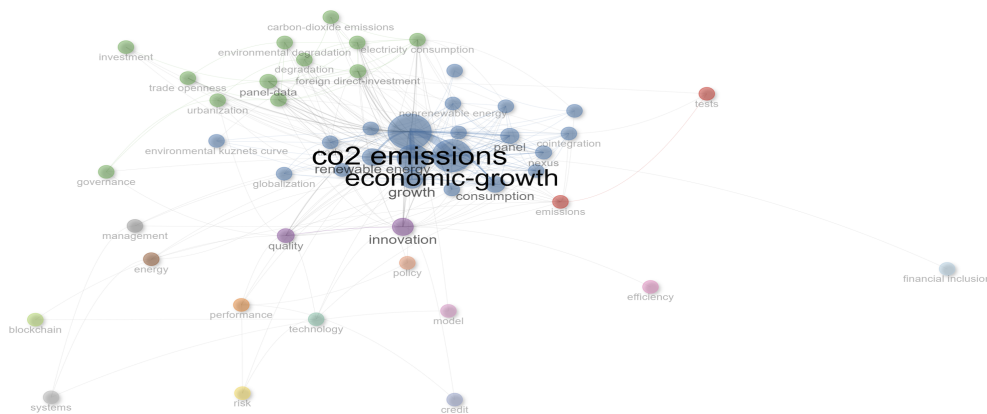 carbon-dioxide emissions
environmental degradation
electricity consumption
investment
degradation
foreign direct-investment
trade openness
panel-data
tests
urbanization
nonrenewable energy
environmental kuznets curve
panel
cointegration
co2 emissions
nexus
renewable energy
economic-growth
governance
globalization
growth
consumption
emissions
management
quality
innovation
energy
policy
financial inclusion
efficiency
performance
blockchain
technology
model
systems
risk
credit